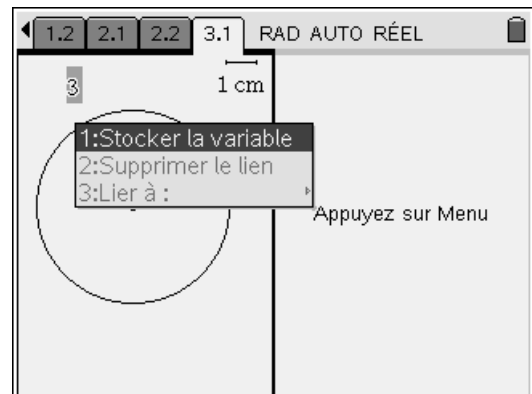 1.2 2.1 2.2 3.1 RAD AUTO RÉEL
3 1 cm
1:Stocker la variable
2:Supprimer le lien
3:Lier à :
Appuyez sur Menu